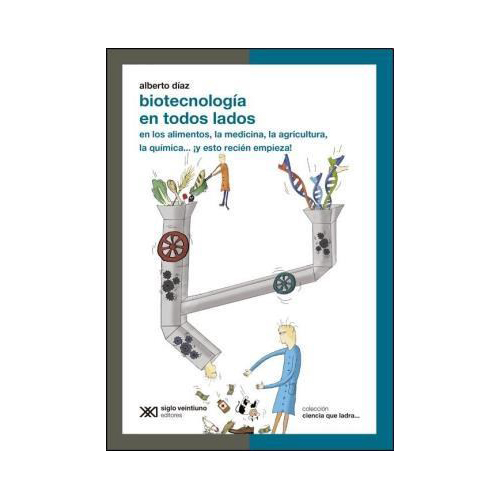 alberto díaz
biotecnología
en todos lados
en los alimentos, la medicina, la agricultura,
la química... ¡y esto recién empieza!
siglo veintiuno
editores
colección
ciencia que ladra...